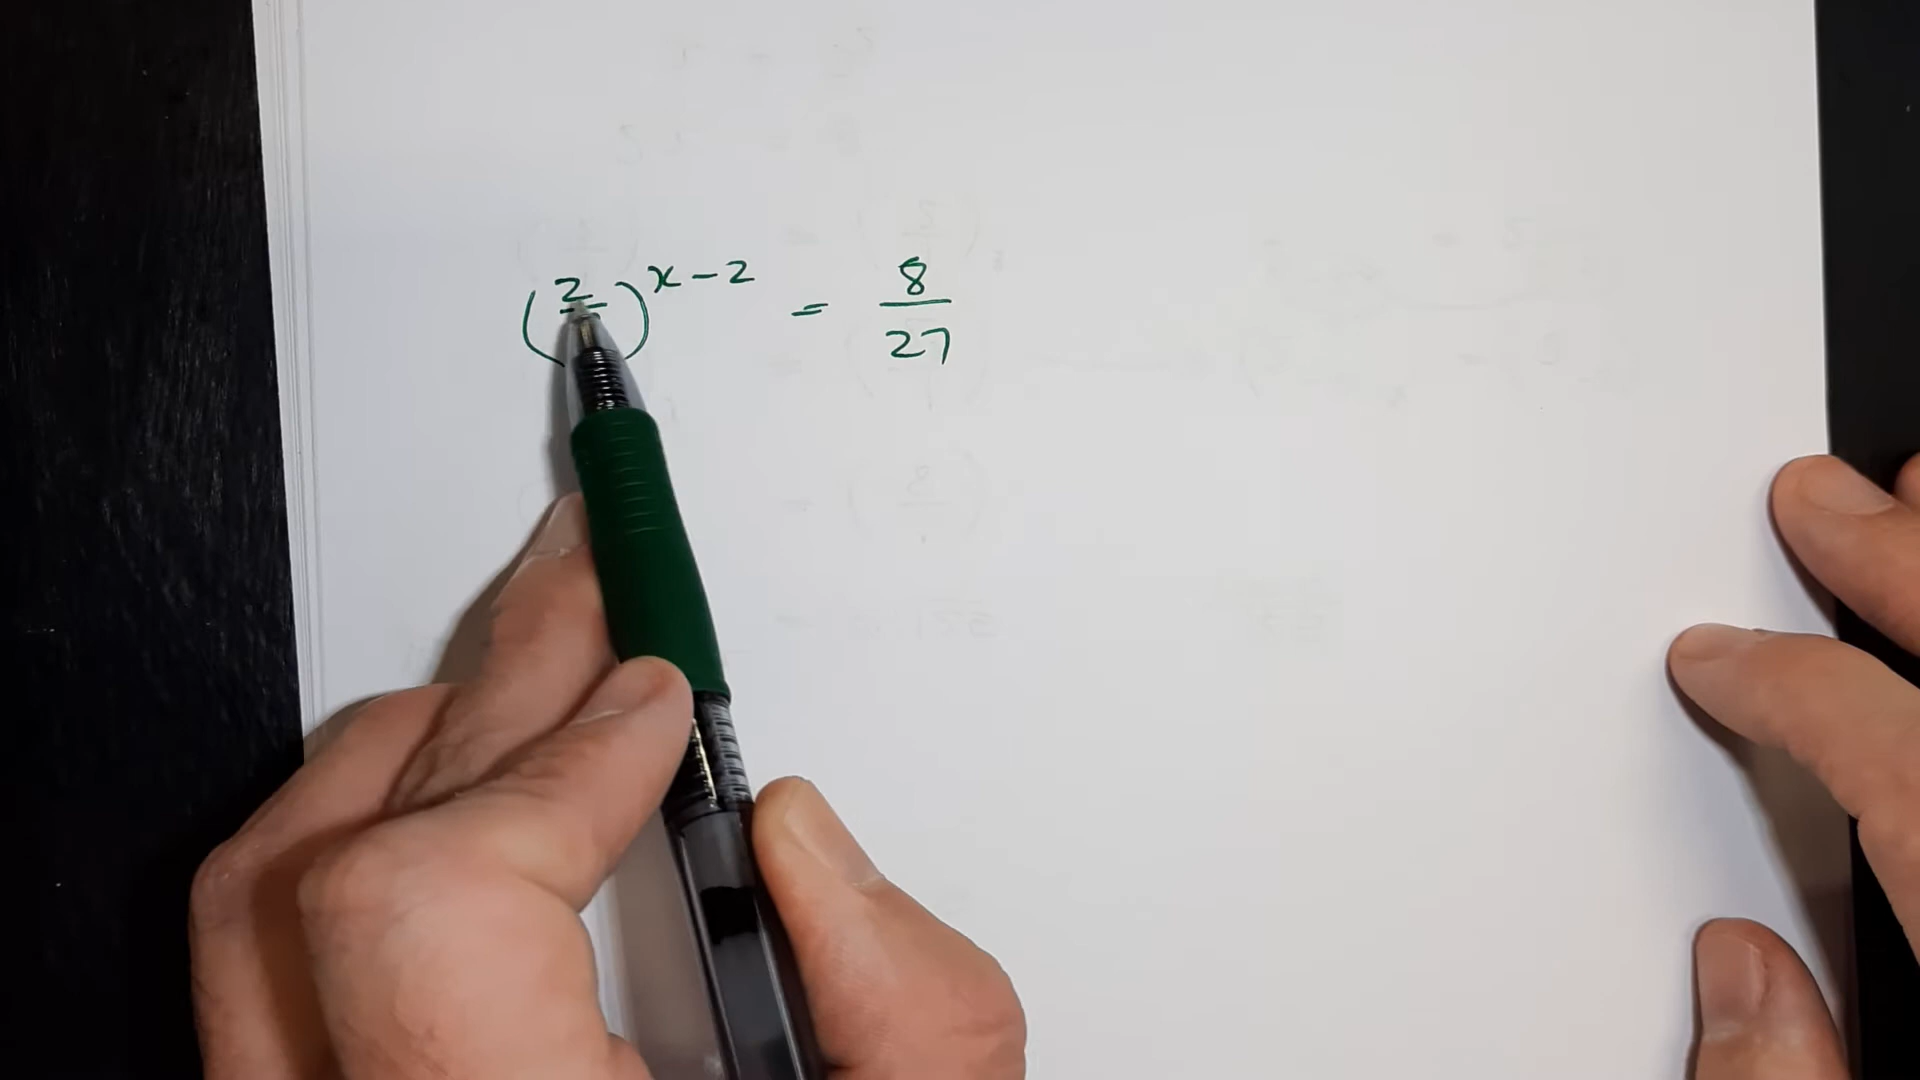 (2/ )^(x-2) = 8/27